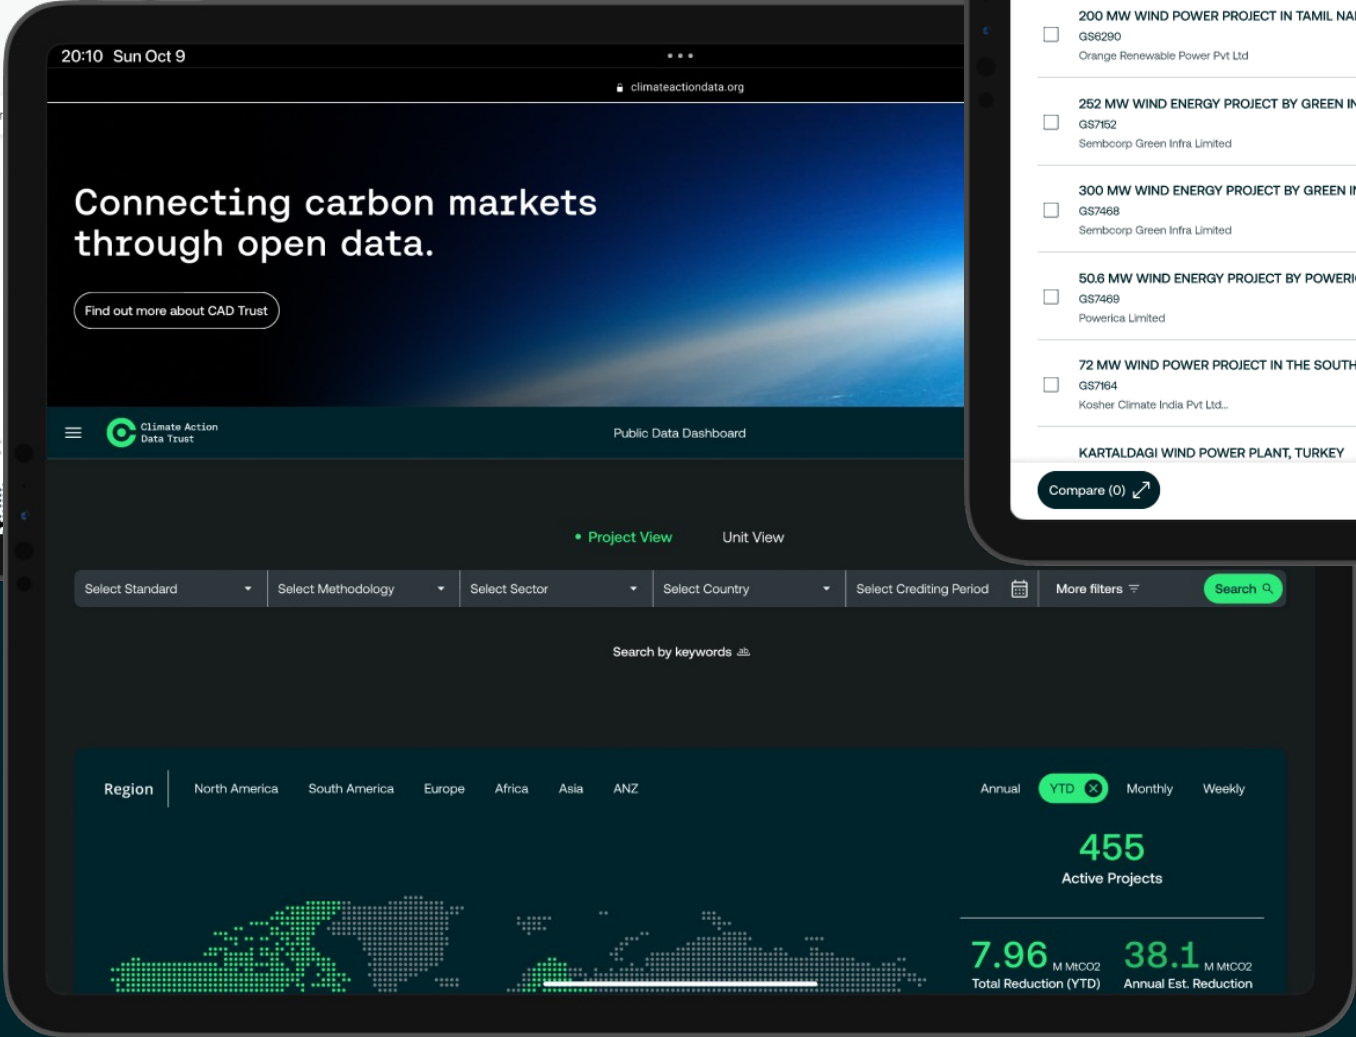 20:10 Sun Oct 9
climateactiondata.org
Connecting carbon markets
through open data.
Find out more about CAD Trust
Climate Action
Data Trust
Public Data Dashboard
Project View
Unit View
Select Standard
Select Methodology
Select Sector
Select Country
Select Crediting Period
More filters
Search
Search by keywords
Region
North America
South America
Europe
Africa
Asia
ANZ
Annual
YTD
Monthly
Weekly
455
Active Projects
7.96 M MtCO2
Total Reduction (YTD)
38.1 M MtCO2
Annual Est. Reduction
200 MW WIND POWER PROJECT IN TAMIL
GS6290
Orange Renewable Power Pvt Ltd
252 MW WIND ENERGY PROJECT BY GREEN
GS7152
Sembcorp Green Infra Limited
300 MW WIND ENERGY PROJECT BY GREEN
GS7468
Sembcorp Green Infra Limited
50.6 MW WIND ENERGY PROJECT BY
GS7469
Powerica Limited
72 MW WIND POWER PROJECT IN THE SOUTH
GS7164
Kosher Climate India Pvt Ltd...
KARTALDAGI WIND POWER PLANT, TURKEY
Compare (0)